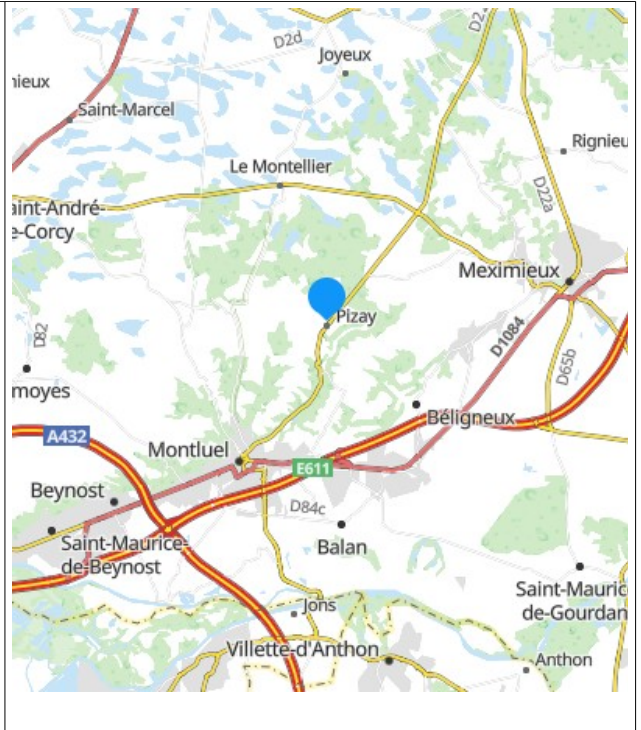 D2d
Joyeux
nieux
Saint-Marcel
Rignieu
Le Montellier
D22a
aint-André-
e-Corcy
Meximieux
Pizay
D82
D1084
D65b
moyes
Béligneux
A432
Montluel
E611
Beynost
D84c
Balan
Saint-Maurice-
de-Beynost
Saint-Mauric
de-Gourdan
Jons
Villette-d'Anthon
Anthon